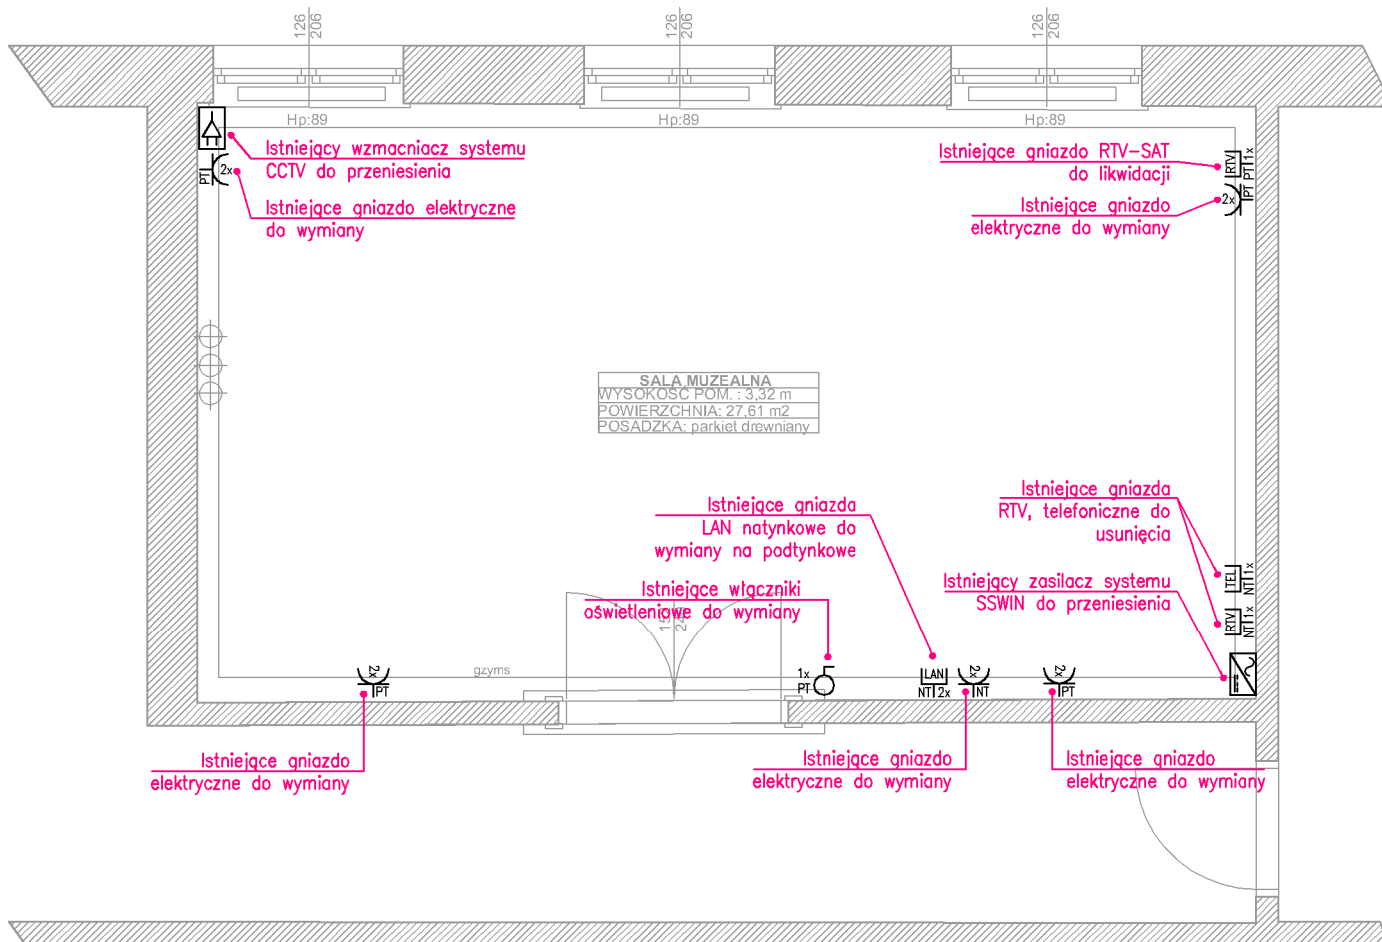 126
206
126
206
126
206
Hp:89
Hp:89
Hp:89
Istniejący wzmacniacz systemu
CCTV do przeniesienia
PT
2x
Istniejące gniazdo elektryczne
do wymiany
Istniejące gniazdo RTV-SAT
do likwidacji
RTV
PT 1x
Istniejące gniazdo
elektryczne do wymiany
2x
PT
SALA MUZEALNA
WYSOKOŚĆ POM. : 3,32 m
POWIERZCHNIA: 27,61 m2
POSADZKA: parkiet drewniany
Istniejące gniazda
RTV, telefoniczne do
usunięcia
Istniejące gniazda
LAN natynkowe do
wymiany na podtynkowe
TEL
NT 1x
Istniejący zasilacz systemu
SSWIN do przeniesienia
Istniejące włączniki
oświetleniowe do wymiany
RTV
NT 1x
gzyms
2x
PT
1x
PT
LAN
NT 2x
2x
NT
2x
PT
Istniejące gniazdo
elektryczne do wymiany
Istniejące gniazdo
elektryczne do wymiany
Istniejące gniazdo
elektryczne do wymiany